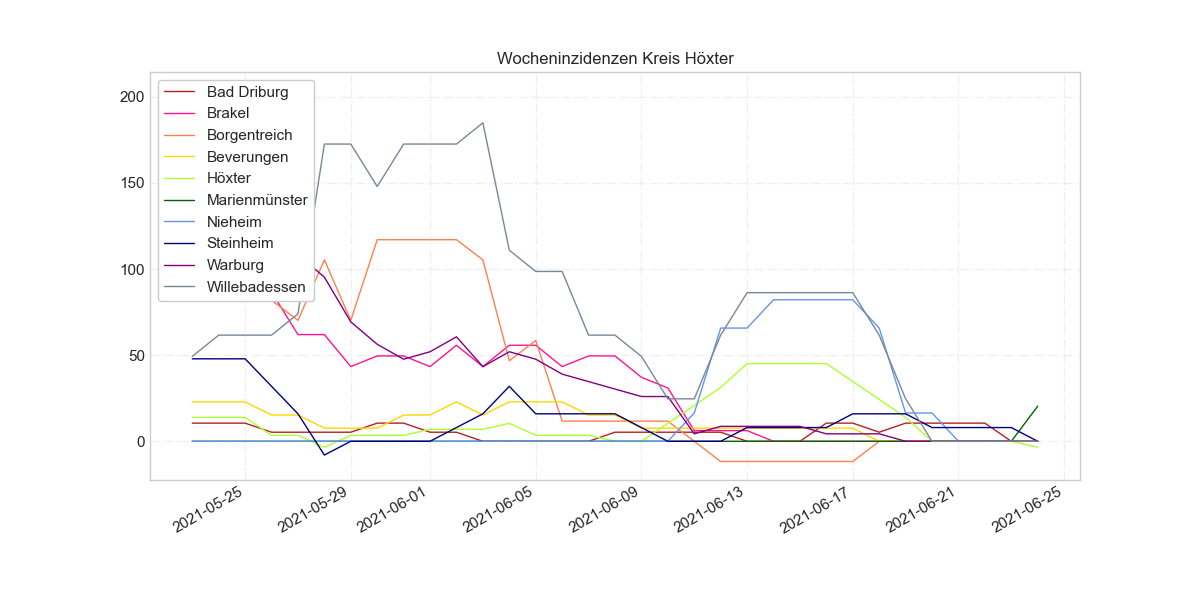 Wocheninzidenzen Kreis Höxter
200
150
100
50
0
Bad Driburg
Brakel
Borgentreich
Beverungen
Höxter
Marienmünster
Nieheim
Steinheim
Warburg
Willebadessen
2021-05-25
2021-05-29
2021-06-01
2021-06-05
2021-06-09
2021-06-13
2021-06-17
2021-06-21
2021-06-25